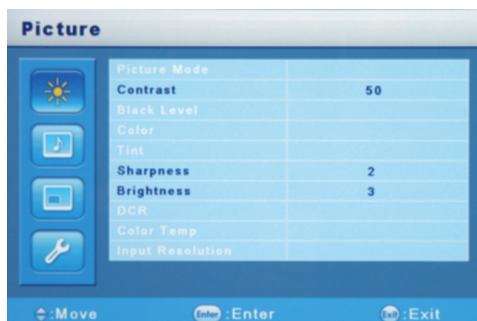 Picture
Picture Mode
Contrast 50
Black Level
Color
Tint
Sharpness 2
Brightness 3
DCR
Color Temp
Input Resolution
:Move Enter :Enter Exit :Exit